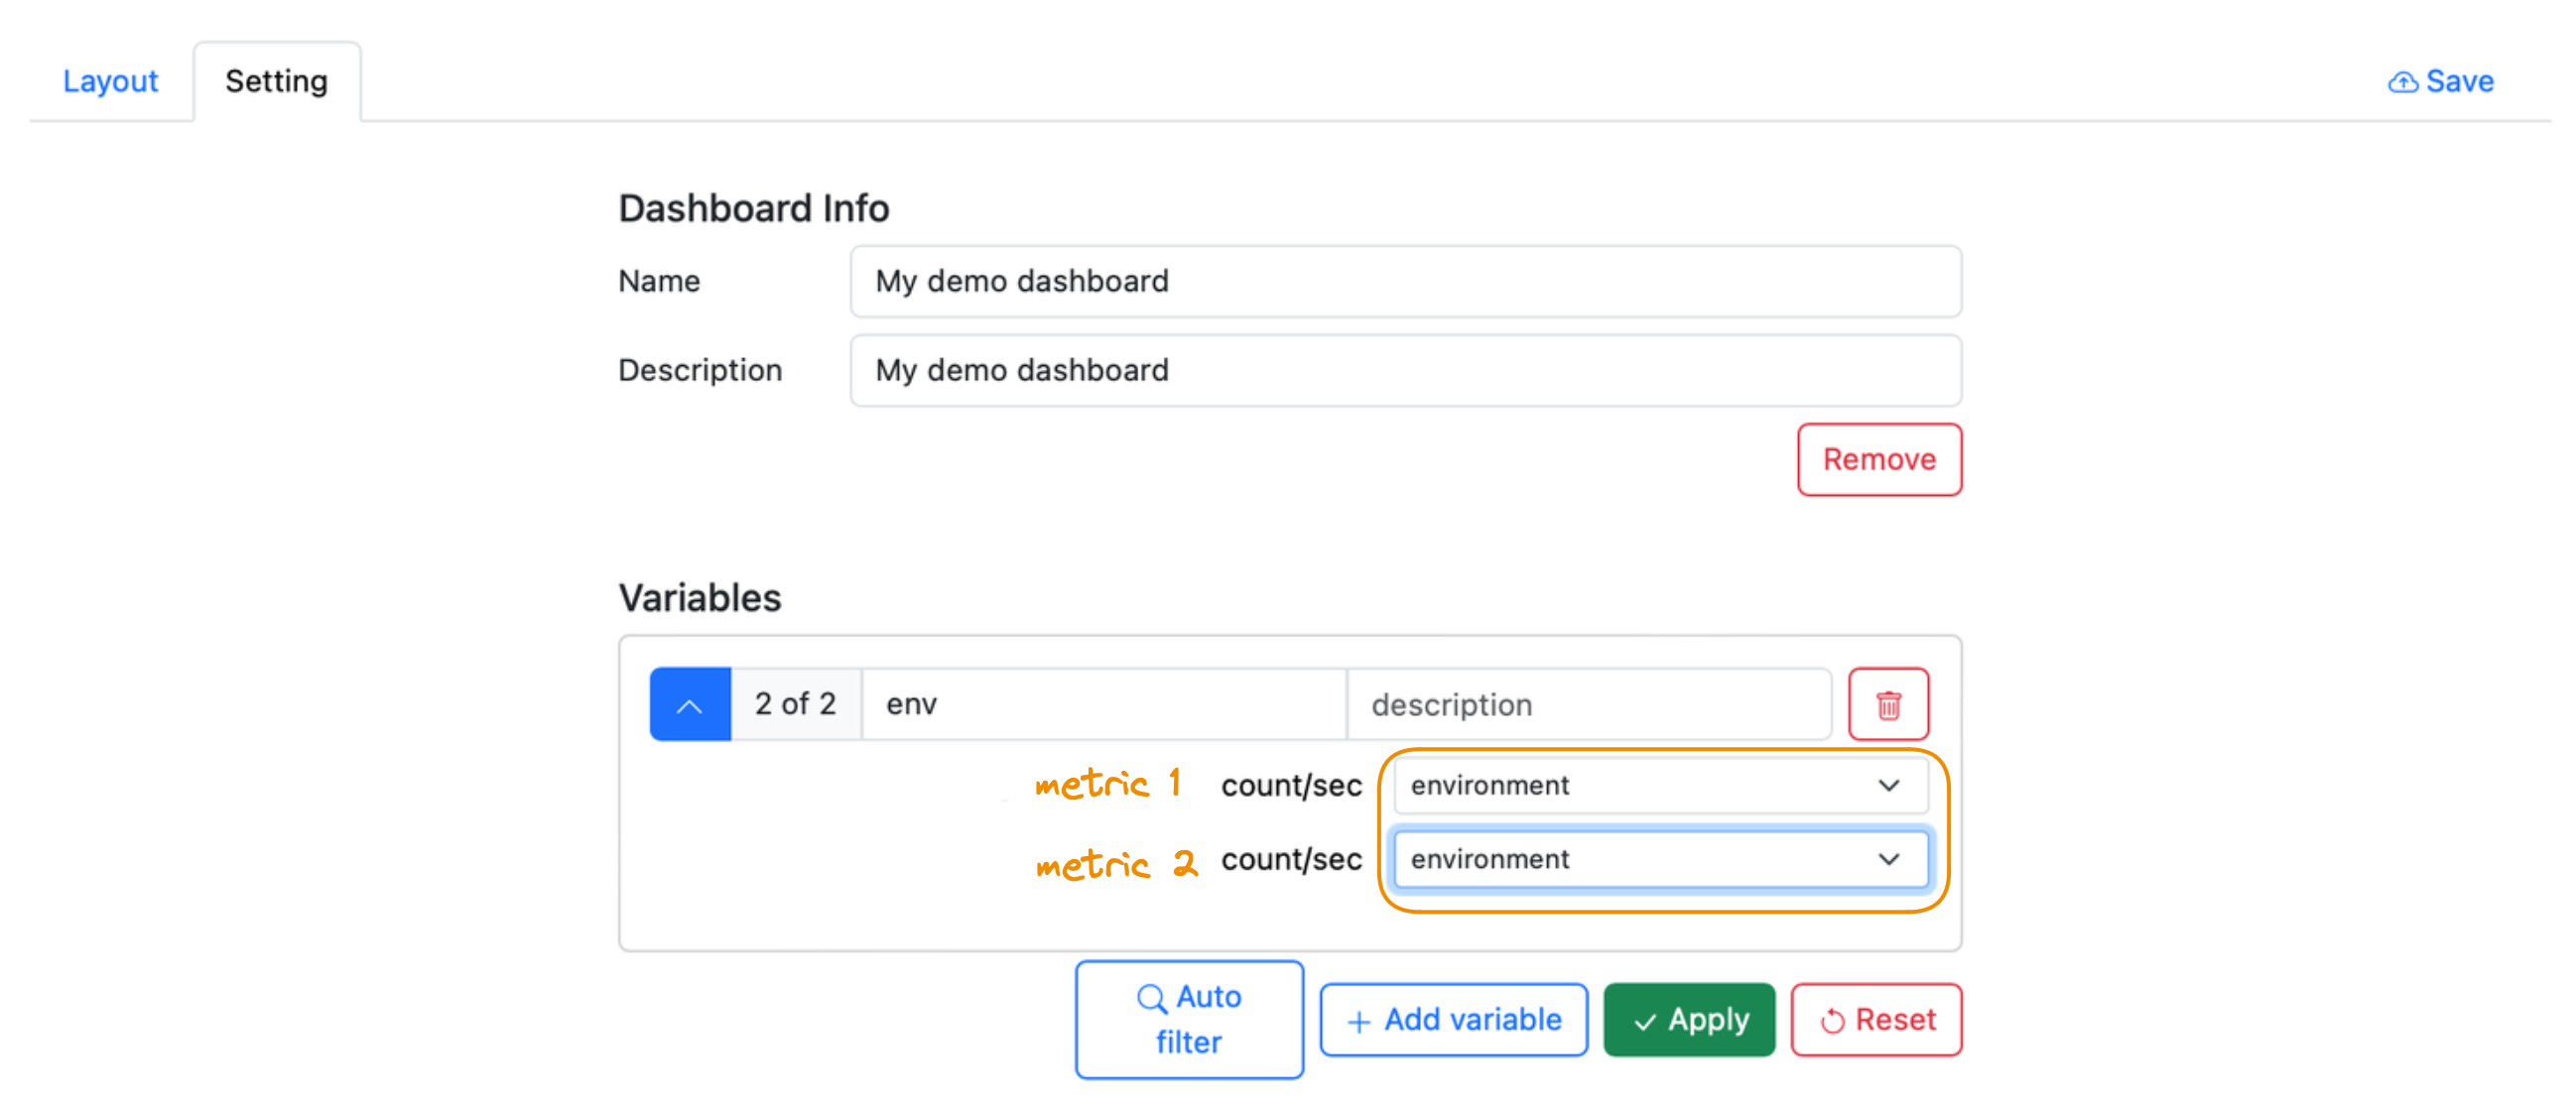 Layout Setting Save
Dashboard Info
Name My demo dashboard
Description My demo dashboard
Remove
Variables
2 of 2 env description
metric 1 count/sec environment
metric 2 count/sec environment
Auto filter + Add variable Apply Reset